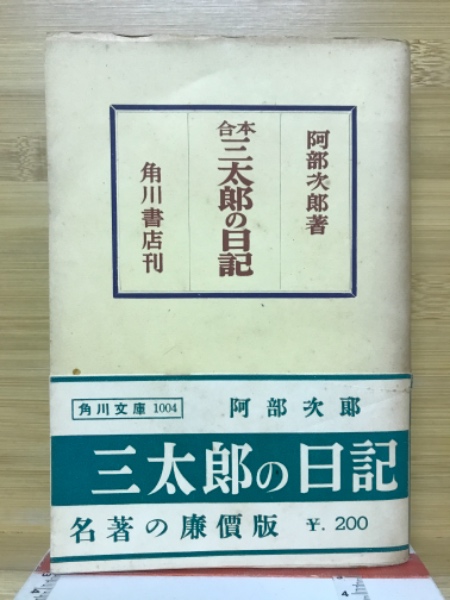 阿部次郎著
合本
三太郎の日記
角川書店刊
角川文庫 1004
阿部次郎
三太郎の日記
名著の廉價版 ￥. 200